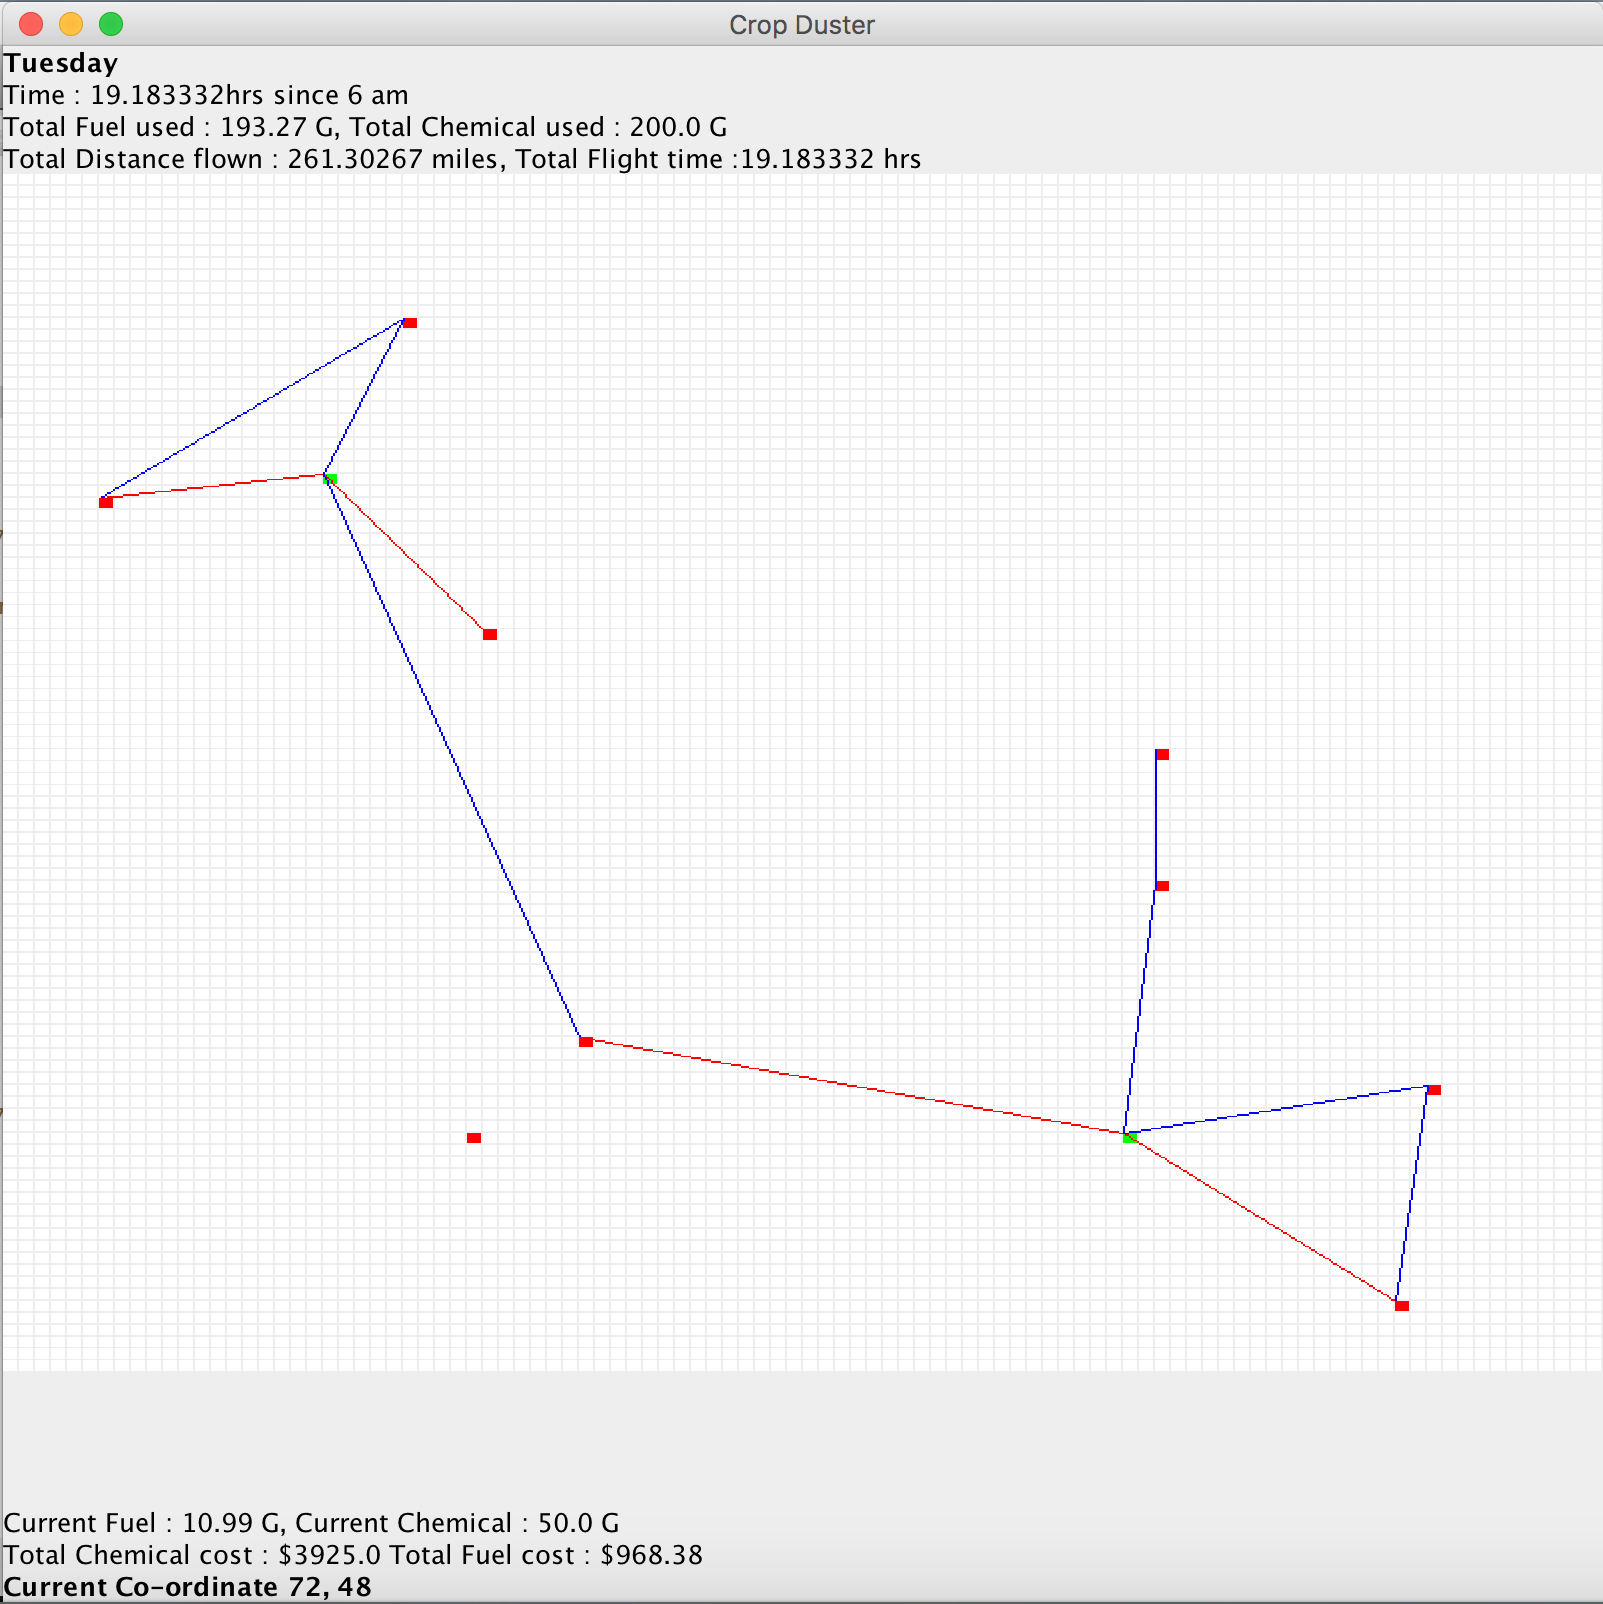 Crop Duster
Tuesday
Time : 19.183332hrs since 6 am
Total Fuel used : 193.27 G, Total Chemical used : 200.0 G
Total Distance flown : 261.30267 miles, Total Flight time :19.183332 hrs
Current Fuel : 10.99 G, Current Chemical : 50.0 G
Total Chemical cost : $3925.0 Total Fuel cost : $968.38
Current Co-ordinate 72, 48